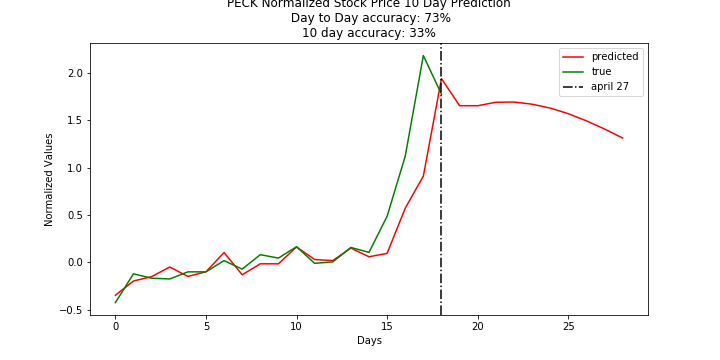 PECK Normalized Stock Price 10 Day Prediction
Day to Day accuracy: 73%
10 day accuracy: 33%
predicted
true
april 27
2.0
1.5
1.0
0.5
0.0
−0.5
Normalized Values
0
5
10
15
20
25
Days